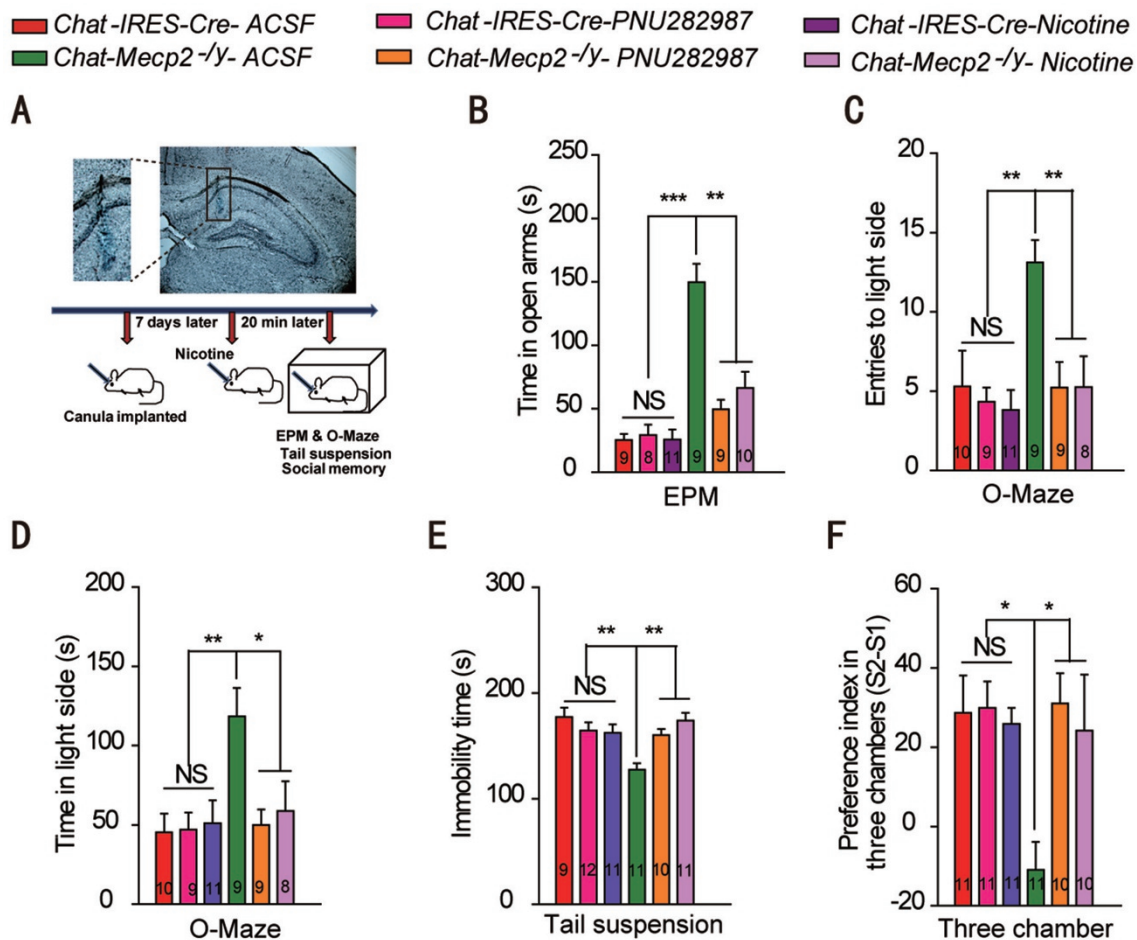 Chat-IRES-Cre-ACSF
Chat-IRES-Cre-PNU282987
Chat-IRES-Cre-Nicotine
Chat-Mecp2-/y-ACSF
Chat-Mecp2-/y-PNU282987
Chat-Mecp2-/y-Nicotine
A
7 days later
20 min later
Nicotine
Canula implanted
EPM & O-Maze
Tail suspension
Social memory
B
Time in open arms (s)
250
200
150
100
50
0
***
**
NS
9
8
11
9
9
10
EPM
C
Entries to light side
20
15
10
5
0
**
**
NS
10
9
11
9
9
8
O-Maze
D
Time in light side (s)
200
150
100
50
0
**
*
NS
10
9
11
9
9
8
O-Maze
E
Immobility time (s)
300
200
100
0
**
**
NS
9
12
11
11
10
11
Tail suspension
F
Preference index in
three chambers (S2-S1)
60
40
20
-0
-20
*
*
NS
11
11
11
11
10
10
Three chamber